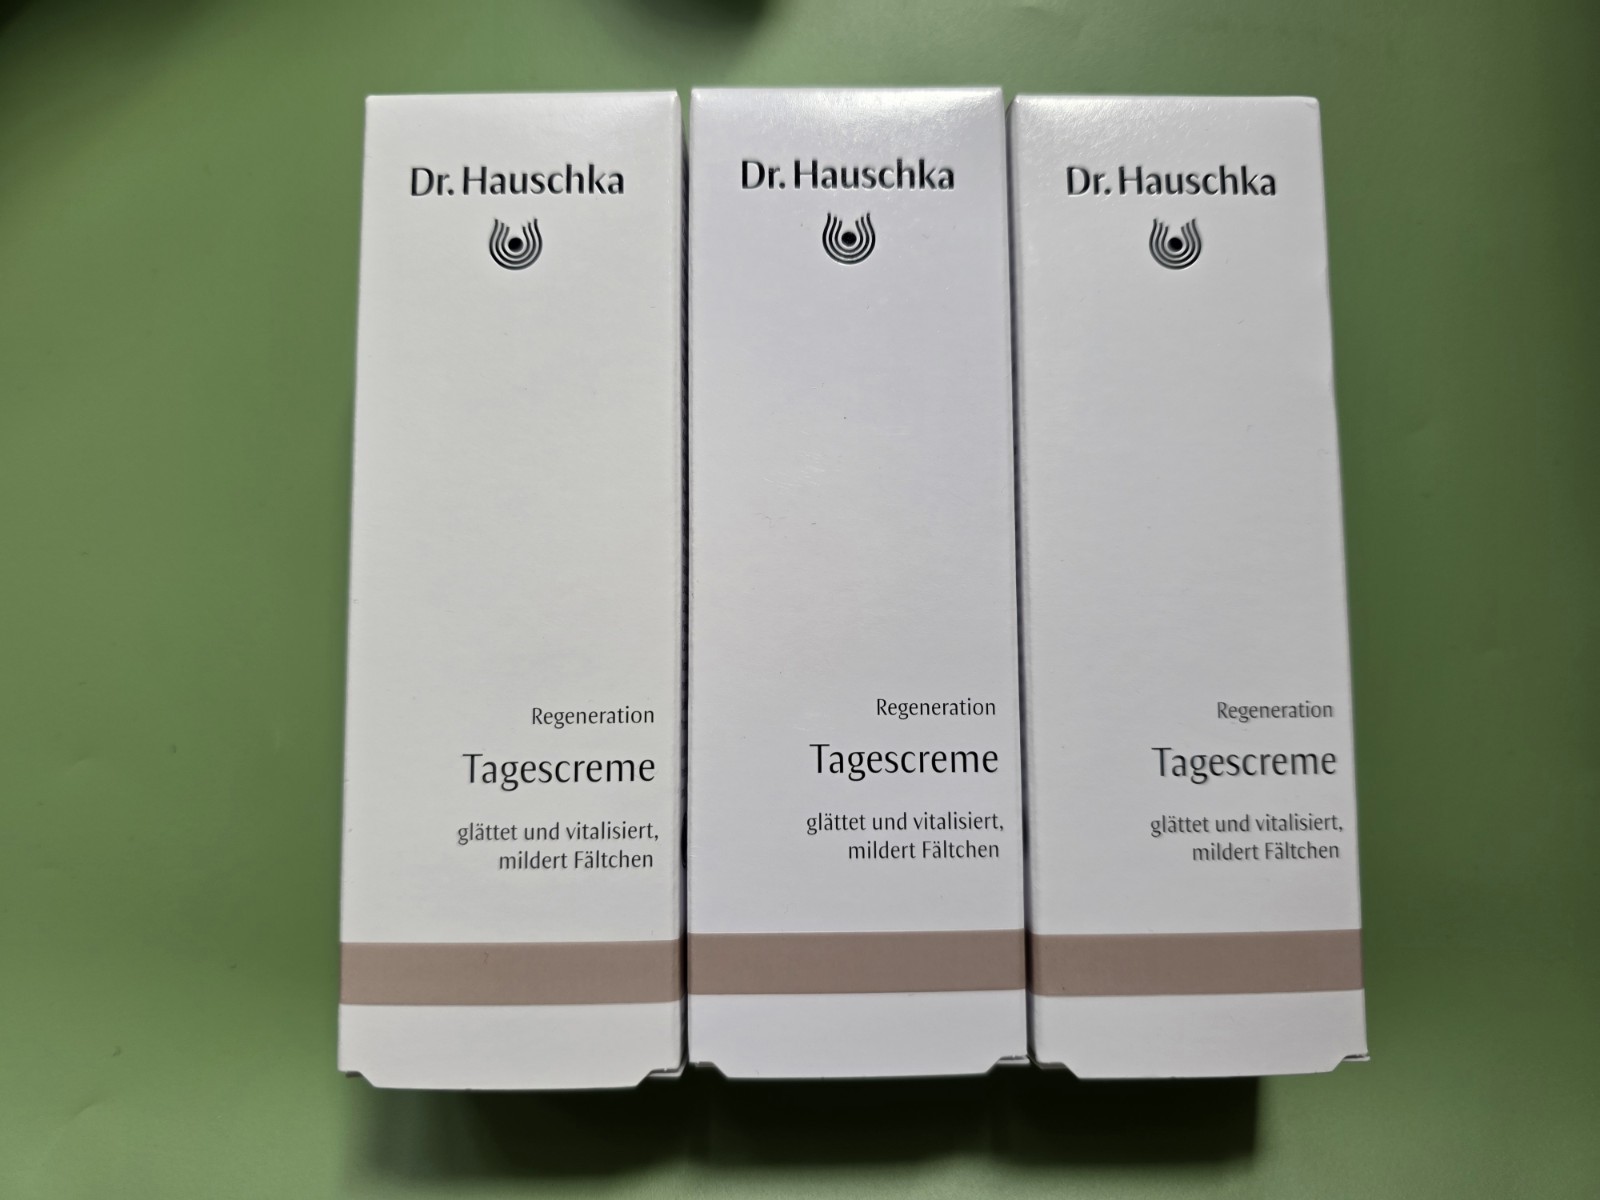 Dr. Hauschka
Regeneration
Tagescreme
glättet und vitalisiert,
mildert Fältchen
Dr. Hauschka
Regeneration
Tagescreme
glättet und vitalisiert,
mildert Fältchen
Dr. Hauschka
Regeneration
Tagescreme
glättet und vitalisiert,
mildert Fältchen